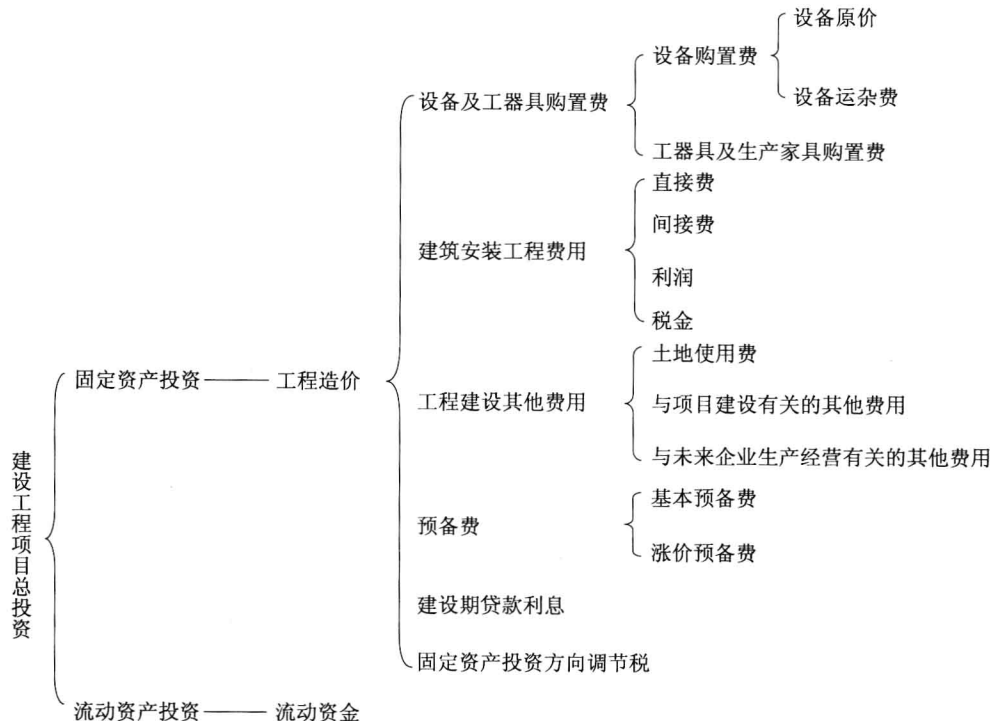 建设工程项目总投资
固定资产投资
工程造价
设备及工器具购置费
设备购置费
设备原价
设备运杂费
工器具及生产家具购置费
建筑安装工程费用
直接费
间接费
利润
税金
工程建设其他费用
土地使用费
与项目建设有关的其他费用
与未来企业生产经营有关的其他费用
预备费
基本预备费
涨价预备费
建设期贷款利息
固定资产投资方向调节税
流动资产投资
流动资金